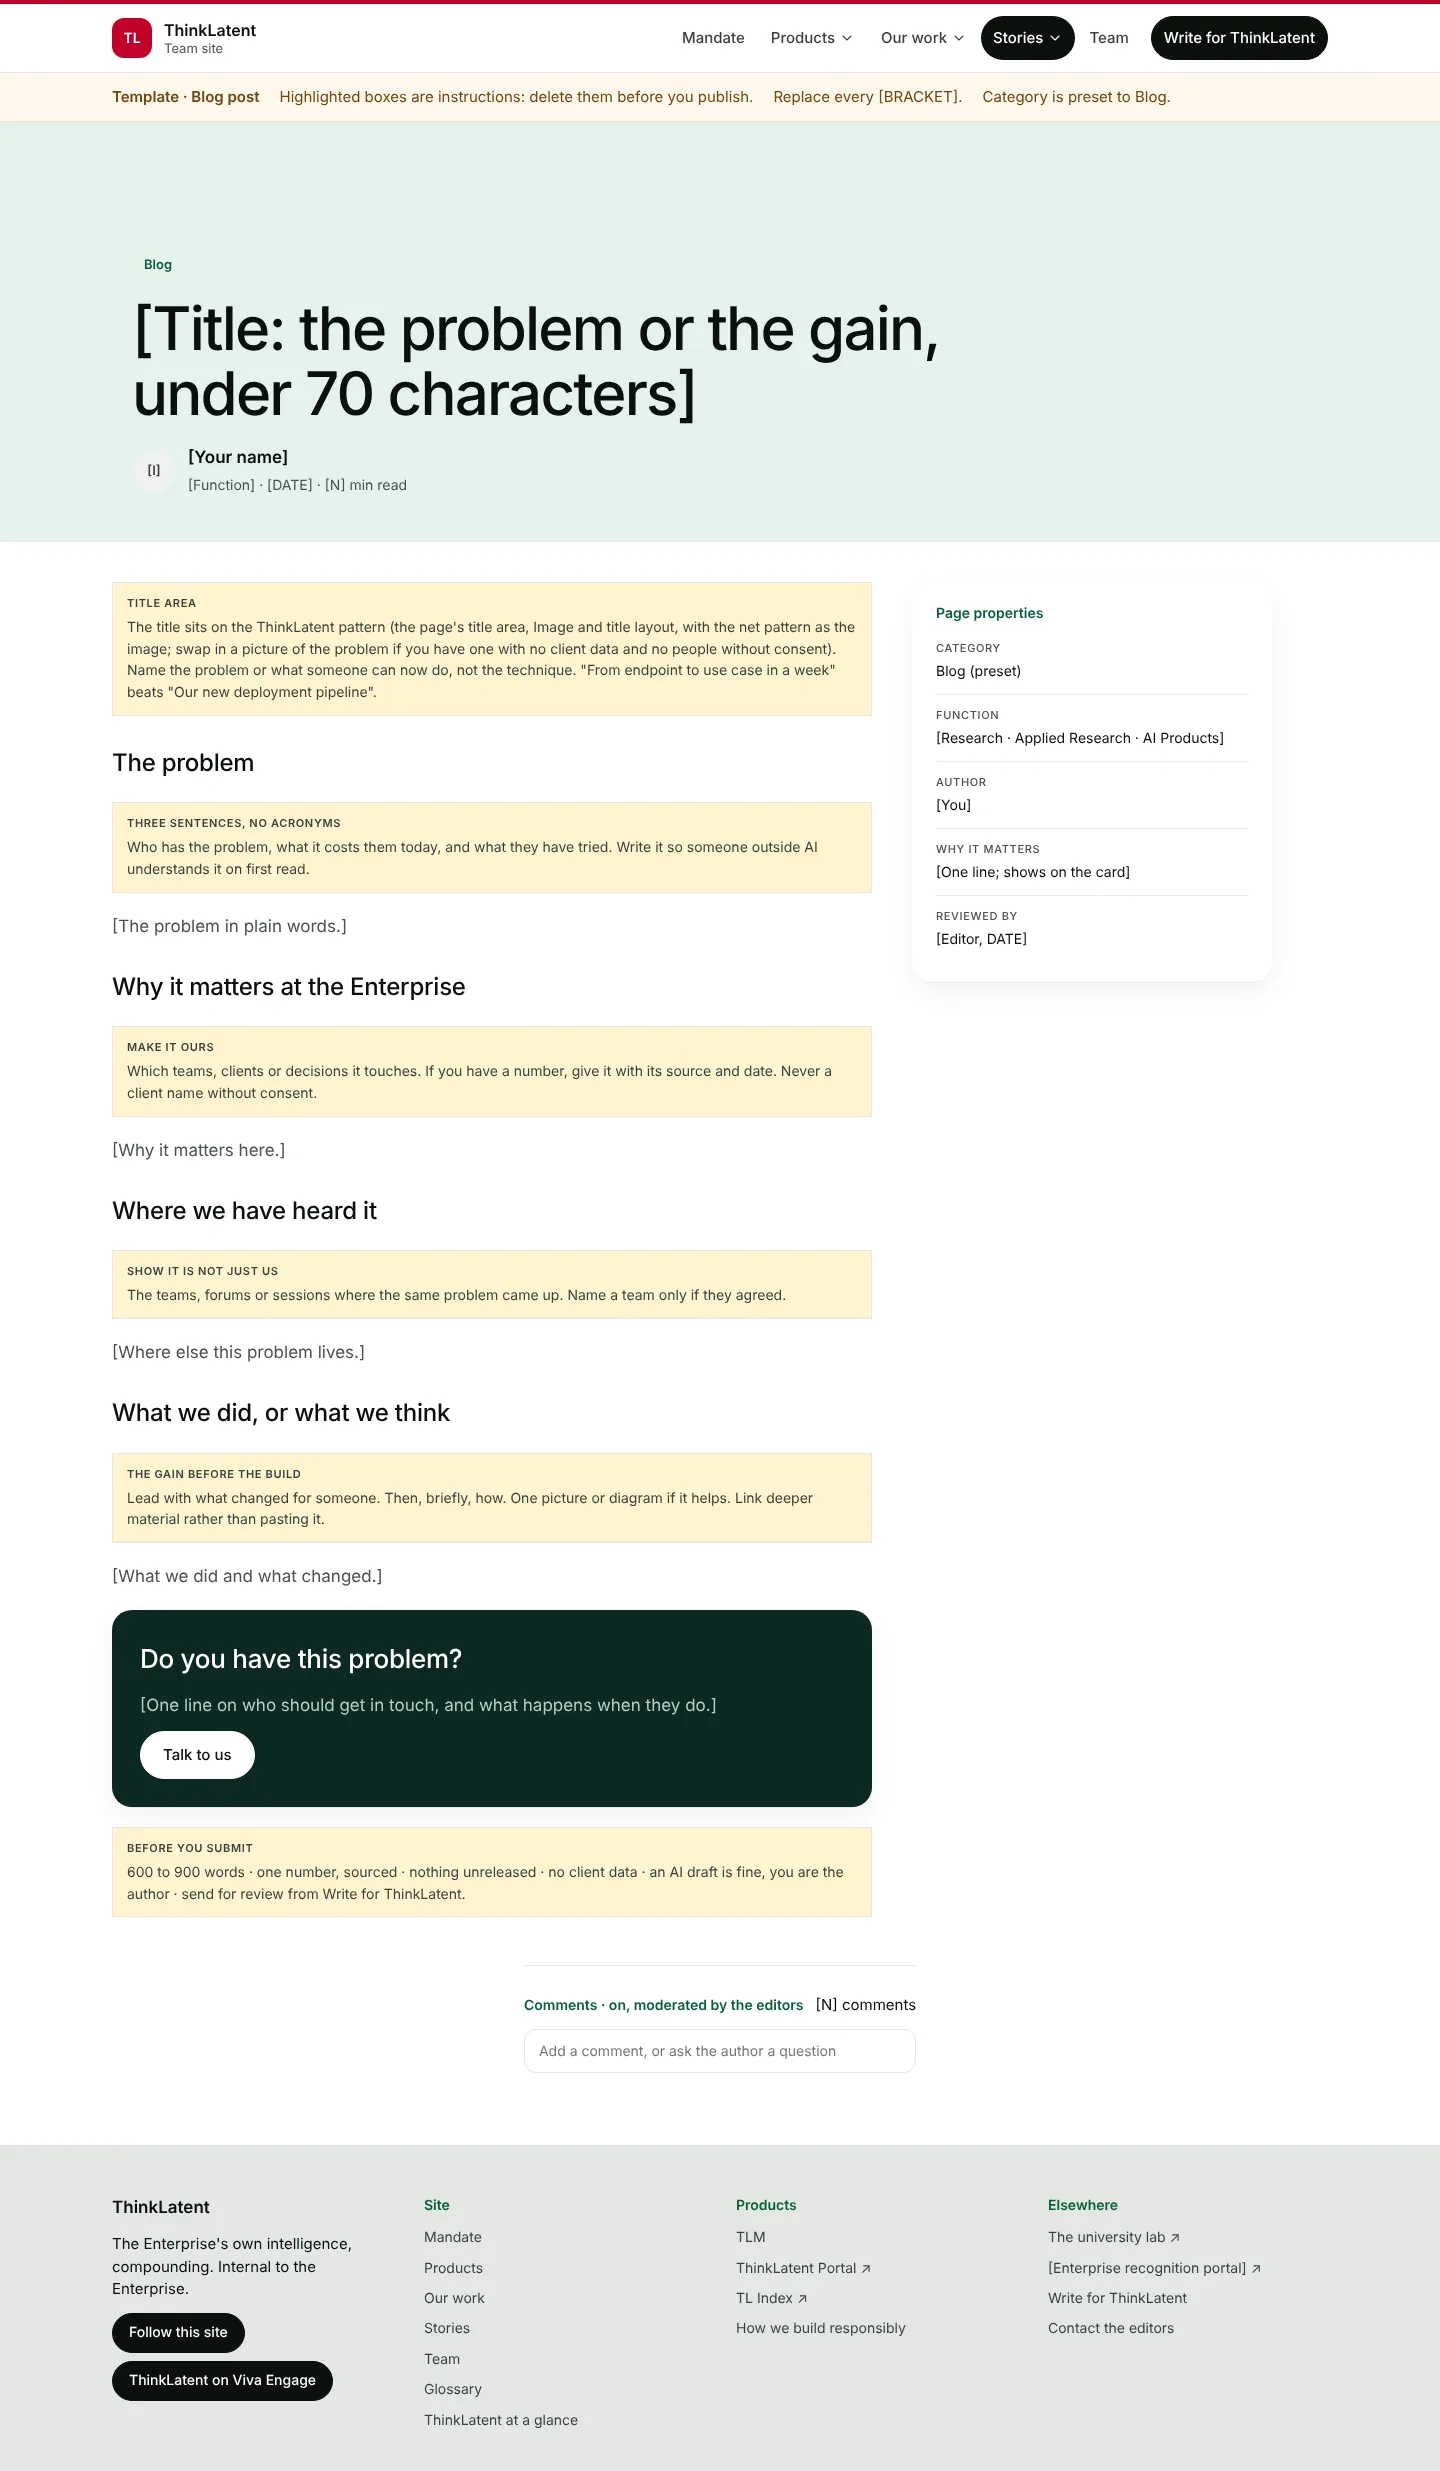 TL
ThinkLatent
Team site
Mandate
Products
Our work
Stories
Team
Write for ThinkLatent
Template · Blog post
Highlighted boxes are instructions: delete them before you publish.
Replace every [BRACKET].
Category is preset to Blog.
Blog
[Title: the problem or the gain,
under 70 characters]
[I]
[Your name]
[Function] · [DATE] · [N] min read
TITLE AREA
The title sits on the ThinkLatent pattern (the page's title area, Image and title layout, with the net pattern as the
image; swap in a picture of the problem if you have one with no client data and no people without consent).
Name the problem or what someone can now do, not the technique. "From endpoint to use case in a week"
beats "Our new deployment pipeline".
The problem
THREE SENTENCES, NO ACRONYMS
Who has the problem, what it costs them today, and what they have tried. Write it so someone outside AI
understands it on first read.
[The problem in plain words.]
Why it matters at the Enterprise
MAKE IT OURS
Which teams, clients or decisions it touches. If you have a number, give it with its source and date. Never a
client name without consent.
[Why it matters here.]
Where we have heard it
SHOW IT IS NOT JUST US
The teams, forums or sessions where the same problem came up. Name a team only if they agreed.
[Where else this problem lives.]
What we did, or what we think
THE GAIN BEFORE THE BUILD
Lead with what changed for someone. Then, briefly, how. One picture or diagram if it helps. Link deeper
material rather than pasting it.
[What we did and what changed.]
Do you have this problem?
[One line on who should get in touch, and what happens when they do.]
Talk to us
BEFORE YOU SUBMIT
600 to 900 words · one number, sourced · nothing unreleased · no client data · an AI draft is fine, you are the
author · send for review from Write for ThinkLatent.
Page properties
CATEGORY
Blog (preset)
FUNCTION
[Research · Applied Research · AI Products]
AUTHOR
[You]
WHY IT MATTERS
[One line; shows on the card]
REVIEWED BY
[Editor, DATE]
Comments · on, moderated by the editors
[N] comments
Add a comment, or ask the author a question
ThinkLatent
The Enterprise's own intelligence,
compounding. Internal to the
Enterprise.
Follow this site
ThinkLatent on Viva Engage
Site
Mandate
Products
Our work
Stories
Team
Glossary
ThinkLatent at a glance
Products
TLM
ThinkLatent Portal ↗
TL Index ↗
How we build responsibly
Elsewhere
The university lab ↗
[Enterprise recognition portal] ↗
Write for ThinkLatent
Contact the editors